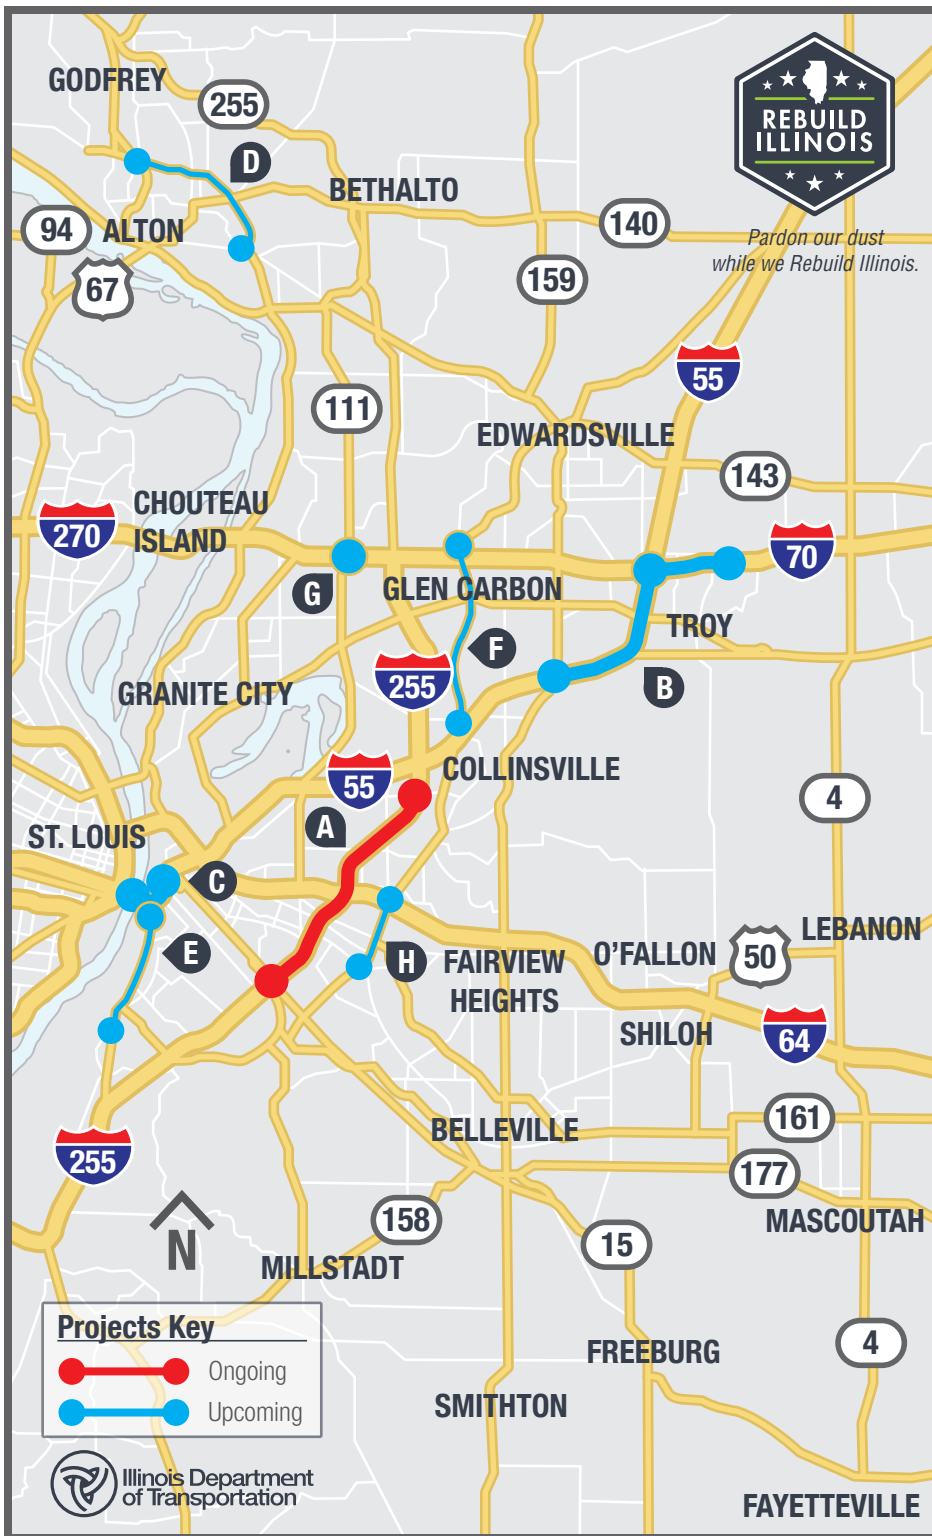 GODFREY
255
REBUILD
ILLINOIS
D
BETHALTO
94
ALTON
140
Pardon our dust
while we Rebuild Illinois.
67
159
55
111
EDWARDSVILLE
143
CHOUTEAU
ISLAND
270
70
G
GLEN CARBON
TROY
F
255
B
GRANITE CITY
COLLINSVILLE
55
4
A
ST. LOUIS
C
LEBANON
E
H
FAIRVIEW
HEIGHTS
O'FALLON
50
SHILOH
64
161
BELLEVILLE
255
177
158
MASCOUTAH
N
15
MILLSTADT
Projects Key
Ongoing
Upcoming
FREEBURG
4
SMITHTON
Illinois Department
of Transportation
FAYETTEVILLE